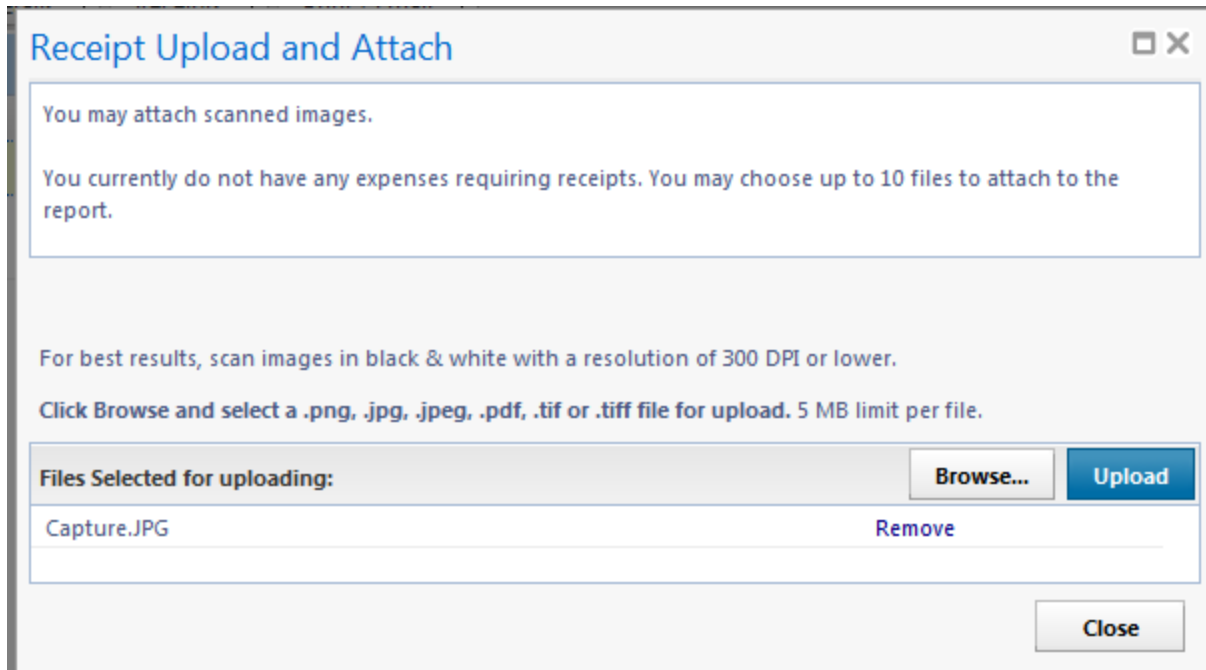 Receipt Upload and Attach
You may attach scanned images.
You currently do not have any expenses requiring receipts. You may choose up to 10 files to attach to the
report.
For best results, scan images in black & white with a resolution of 300 DPI or lower.
Click Browse and select a .png, .jpg, .jpeg, .pdf, .tif or .tiff file for upload. 5 MB limit per file.
Files Selected for uploading:
Browse...
Upload
Capture.JPG
Remove
Close